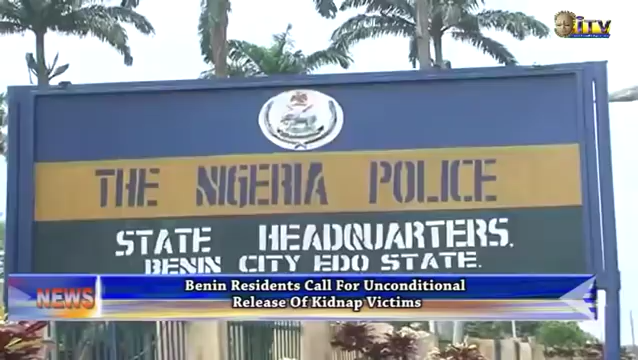 iTV
THE NIGERIA POLICE
STATE HEADQUARTERS.
BENIN CITY EDO STATE.
NEWS
Benin Residents Call For Unconditional
Release Of Kidnap Victims